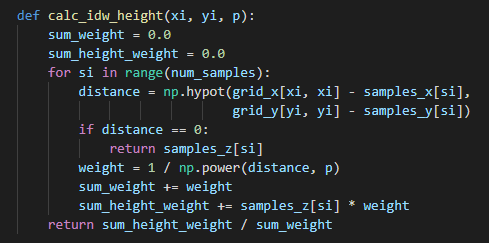 def calc_idw_height(xi, yi, p):
    sum_weight = 0.0
    sum_height_weight = 0.0
    for si in range(num_samples):
        distance = np.hypot(grid_x[xi, xi] - samples_x[si],
                            grid_y[yi, yi] - samples_y[si])
        if distance == 0:
            return samples_z[si]
        weight = 1 / np.power(distance, p)
        sum_weight += weight
        sum_height_weight += samples_z[si] * weight
    return sum_height_weight / sum_weight